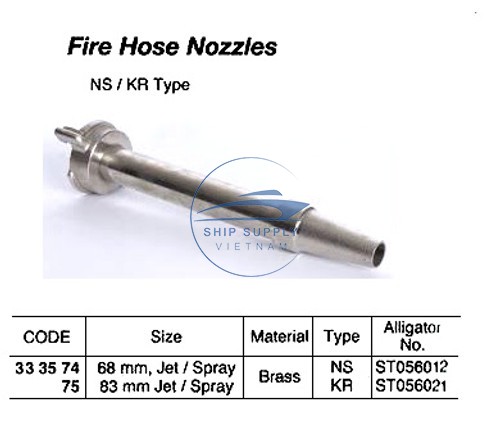 Fire Hose Nozzles
NS / KR Type
SHIP SUPPLY
VIETNAM
CODE Size Material Type Alligator No.
33 35 74 68 mm, Jet / Spray Brass NS ST056012
75 83 mm Jet / Spray KR ST056021